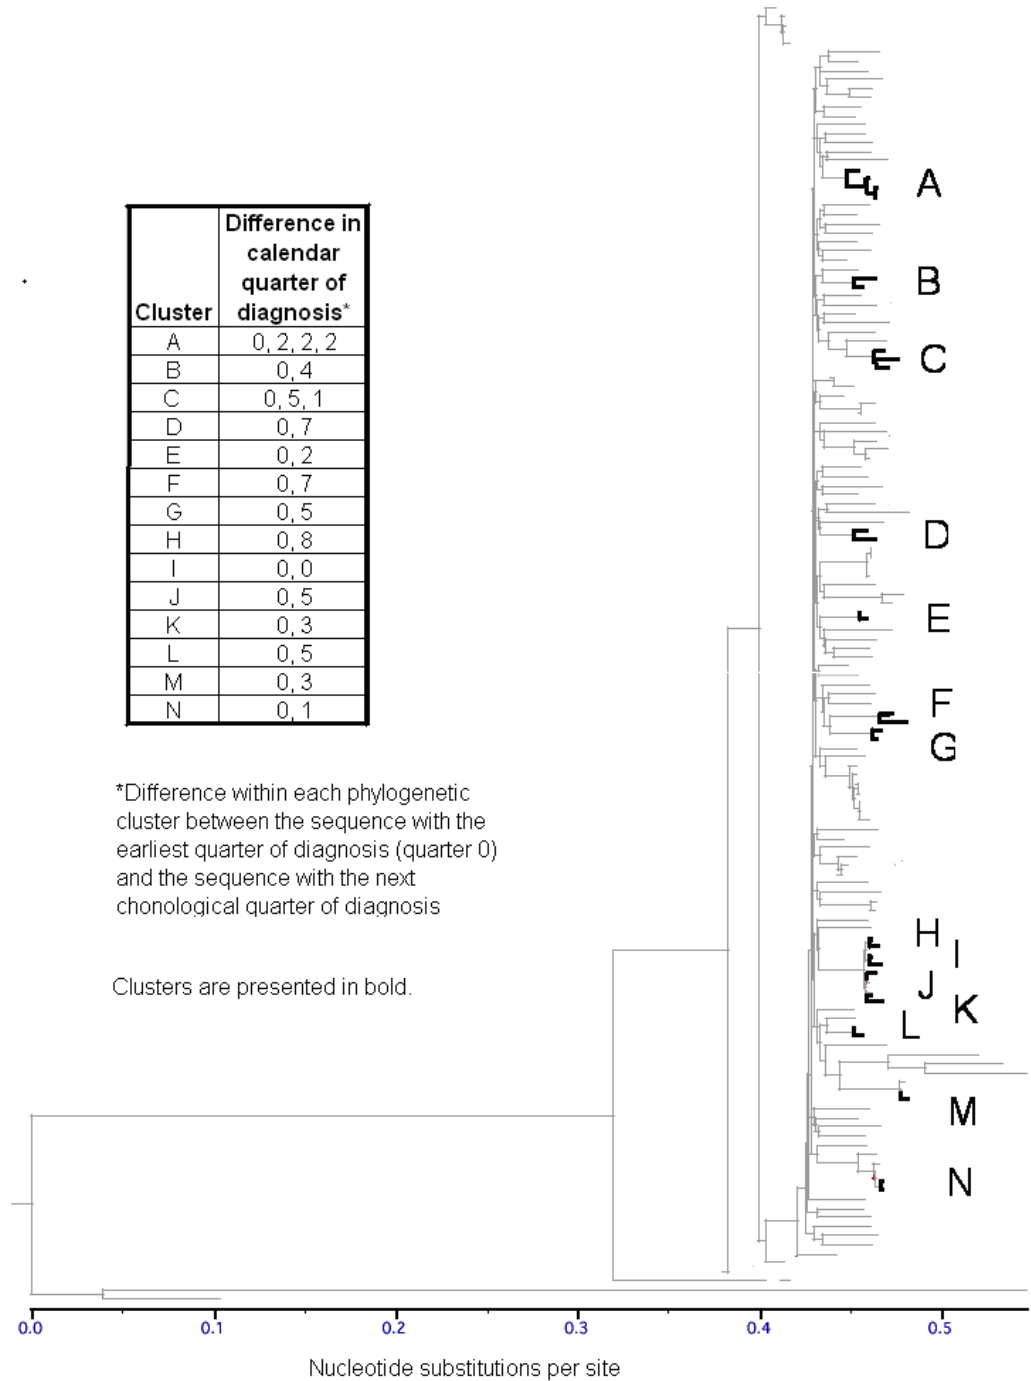 Difference in
calendar
quarter of
Cluster diagnosis*
A 0, 2, 2, 2
B 0, 4
C 0, 5, 1
D 0, 7
E 0, 2
F 0, 7
G 0, 5
H 0, 8
I 0, 0
J 0, 5
K 0, 3
L 0, 5
M 0, 3
N 0, 1
*Difference within each phylogenetic
cluster between the sequence with the
earliest quarter of diagnosis (quarter 0)
and the sequence with the next
chonological quarter of diagnosis
Clusters are presented in bold.
A
B
C
D
E
F
G
H
I
J
K
L
M
N
0.0 0.1 0.2 0.3 0.4 0.5
Nucleotide substitutions per site